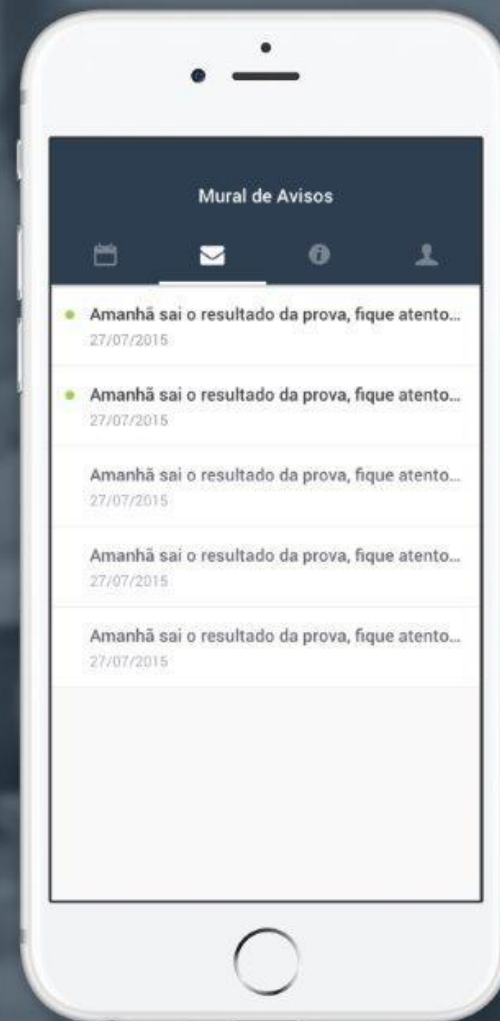 Mural de Avisos
Amanhã sai o resultado da prova, fique atento...
27/07/2015
Amanhã sai o resultado da prova, fique atento...
27/07/2015
Amanhã sai o resultado da prova, fique atento...
27/07/2015
Amanhã sai o resultado da prova, fique atento...
27/07/2015
Amanhã sai o resultado da prova, fique atento...
27/07/2015